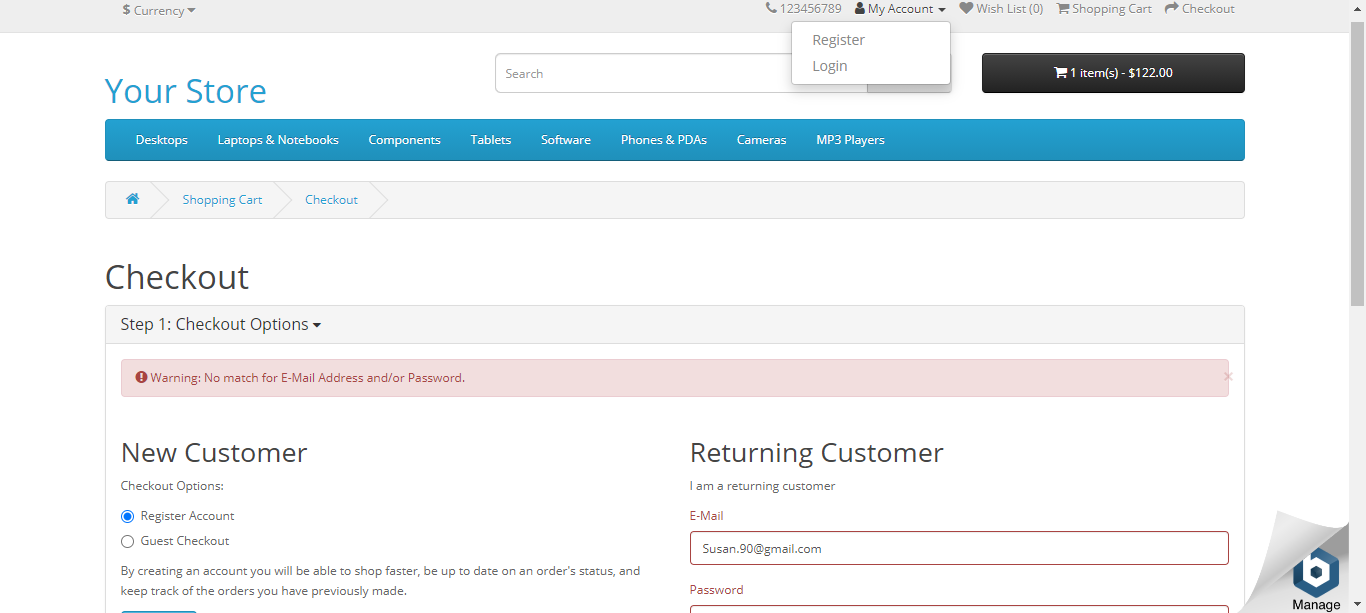 $ Currency
123456789 My Account Wish List (0) Shopping Cart Checkout
Register
Login
Your Store
Search
1 item(s) - $122.00
Desktops Laptops & Notebooks Components Tablets Software Phones & PDAs Cameras MP3 Players
Shopping Cart Checkout
Checkout
Step 1: Checkout Options
Warning: No match for E-Mail Address and/or Password.
×
New Customer
Checkout Options:
Register Account
Guest Checkout
By creating an account you will be able to shop faster, be up to date on an order's status, and
keep track of the orders you have previously made.
Returning Customer
I am a returning customer
E-Mail
Susan.90@gmail.com
Password
Manage